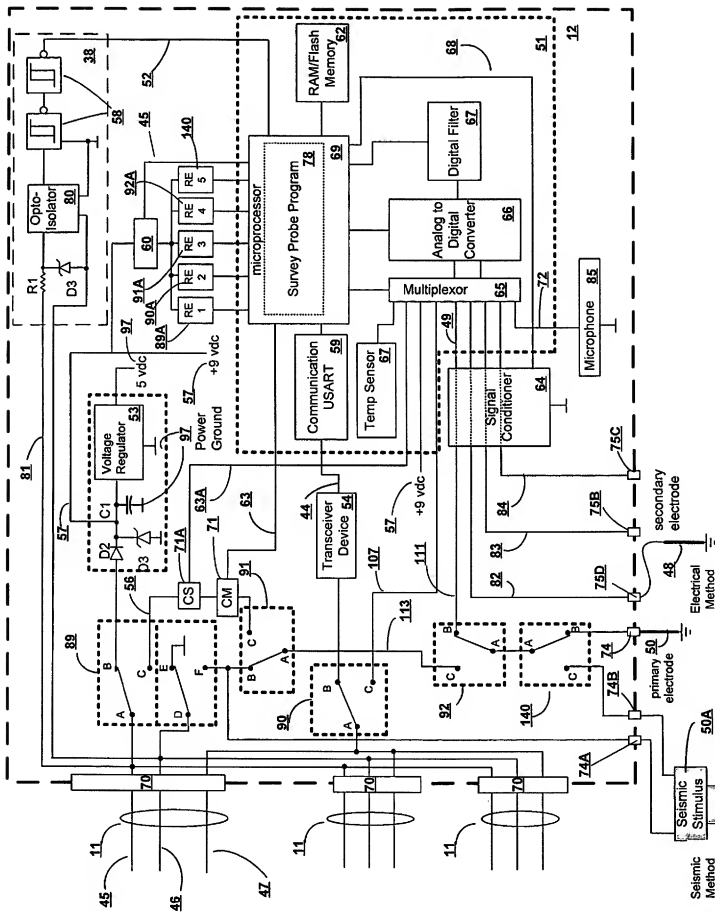 12
38
52
58
45
140
92A
80
Opto-
Isolator
R1
D3
60
91A
90A
89A
RE
5
RE
4
RE
3
RE
2
RE
1
51
62
RAM/Flash
Memory
68
microprocessor
69
78
Survey Probe Program
Digital Filter
67
Analog to
Digital
Converter
66
Multiplexor
65
72
49
Microphone
85
Temp Sensor
67
Communication
USART
59
Signal
Conditioner
64
81
57
97
5 vdc
+9 vdc
57
53
Voltage
Regulator
97
Power
Ground
C1
D2
D3
63A
63
44
57
+9 vdc
Transceiver
Device
54
71A
CS
71
CM
56
91
107
111
113
84
83
82
75C
75B
75D
secondary
electrode
48
Electrical Method
89
A
B
C
D
E
F
A
B
C
90
A
B
C
92
A
B
C
140
A
B
C
74
50
primary
electrode
74B
74A
50A
Seismic
Stimulus
Seismic
Method
70
70
70
11
11
11
45
46
47